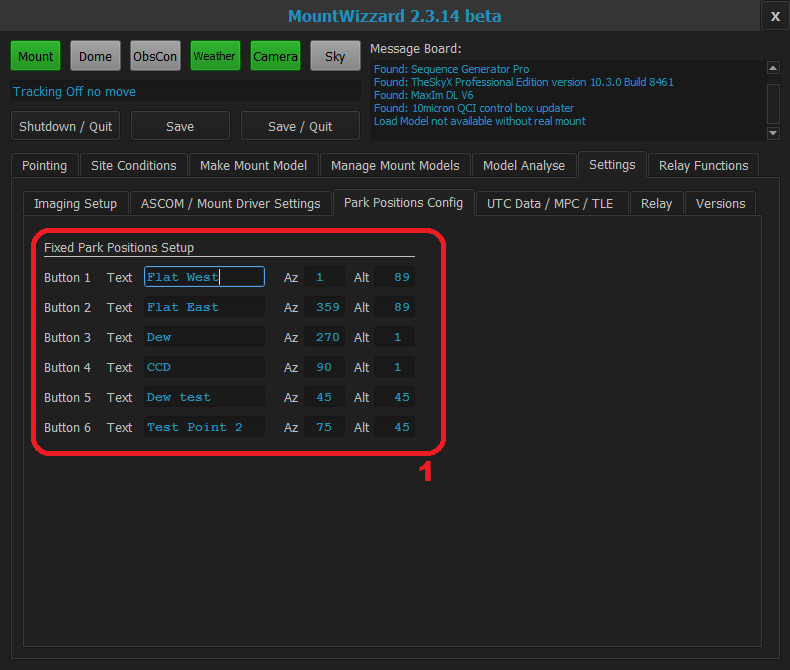 MountWizzard 2.3.14 beta
x
Mount Dome ObsCon Weather Camera Sky
Message Board:
Found: Sequence Generator Pro
Found: TheSkyX Professional Edition version 10.3.0 Build 8461
Found: MaxIm DL V6
Found: 10micron QCI control box updater
Load Model not available without real mount
Tracking Off no move
Shutdown / Quit Save Save / Quit
Pointing Site Conditions Make Mount Model Manage Mount Models Model Analyse Settings Relay Functions
Imaging Setup ASCOM / Mount Driver Settings Park Positions Config UTC Data / MPC / TLE Relay Versions
Fixed Park Positions Setup
Button 1 Text Flat West Az 1 Alt 89
Button 2 Text Flat East Az 359 Alt 89
Button 3 Text Dew Az 270 Alt 1
Button 4 Text CCD Az 90 Alt 1
Button 5 Text Dew test Az 45 Alt 45
Button 6 Text Test Point 2 Az 75 Alt 45
1